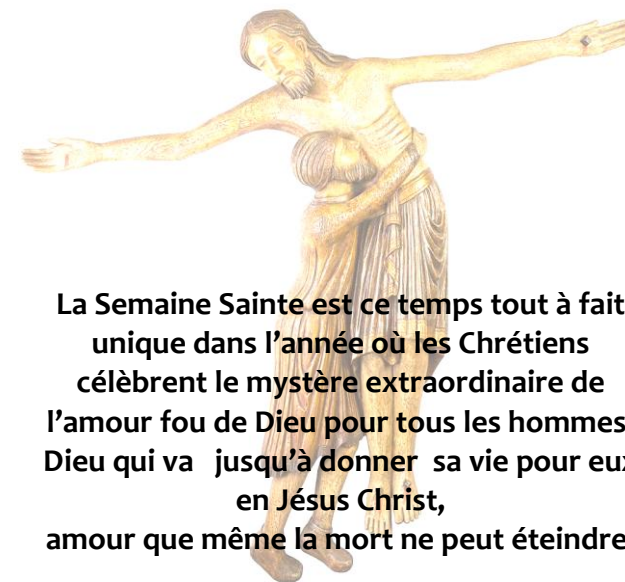 La Semaine Sainte est ce temps tout à fait
unique dans l’année où les Chrétiens
célèbrent le mystère extraordinaire de
l’amour fou de Dieu pour tous les hommes
Dieu qui va jusqu’à donner sa vie pour eux
en Jésus Christ,
amour que même la mort ne peut éteindre